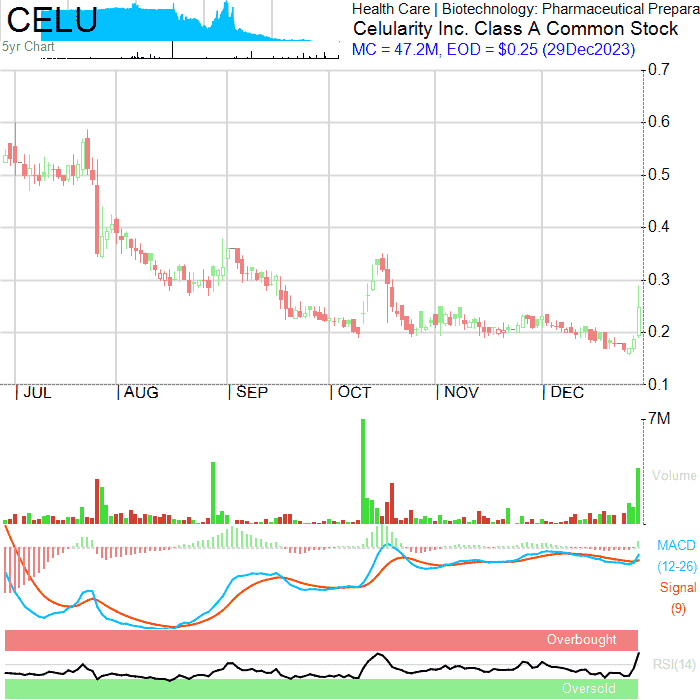 CELU
Health Care | Biotechnology: Pharmaceutical Prepara
Celularity Inc. Class A Common Stock
5yr Chart
MC = 47.2M, EOD = $0.25 (29Dec2023)
0.7
0.6
0.5
0.4
0.3
0.2
0.1
JUL
AUG
SEP
OCT
NOV
DEC
7M
Volume
MACD
(12-26)
Signal
(9)
Overbought
RSI(14)
Oversold